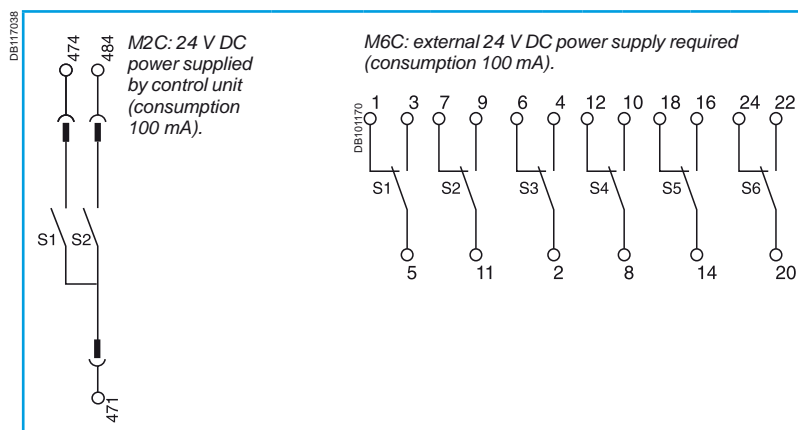 DB117038
474 484
M2C: 24 V DC
power supplied
by control unit
(consumption
100 mA).
S1 S2
471
M6C: external 24 V DC power supply required
(consumption 100 mA).
DB101170
1 3 7 9 6 4 12 10 18 16 24 22
S1 S2 S3 S4 S5 S6
5 11 2 8 14 20